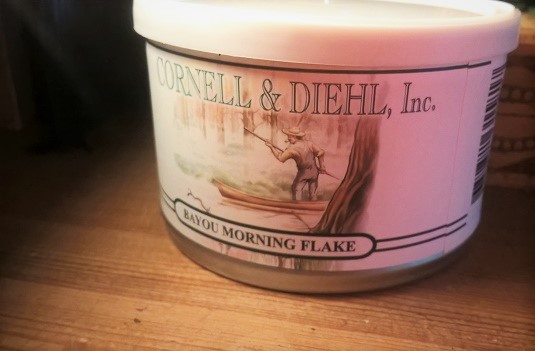 CORNELL & DIEHL, Inc.
BAYOU MORNING FLAKE